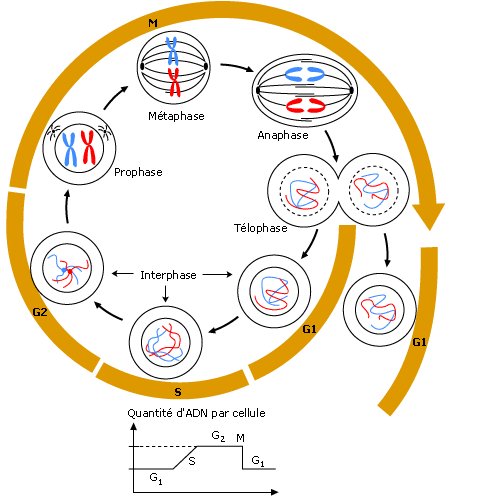 M
Métaphase
Anaphase
Prophase
Télophase
Interphase
G2
G1
G1
S
Quantité d'ADN par cellule
G₂ M
S G₁
G₁